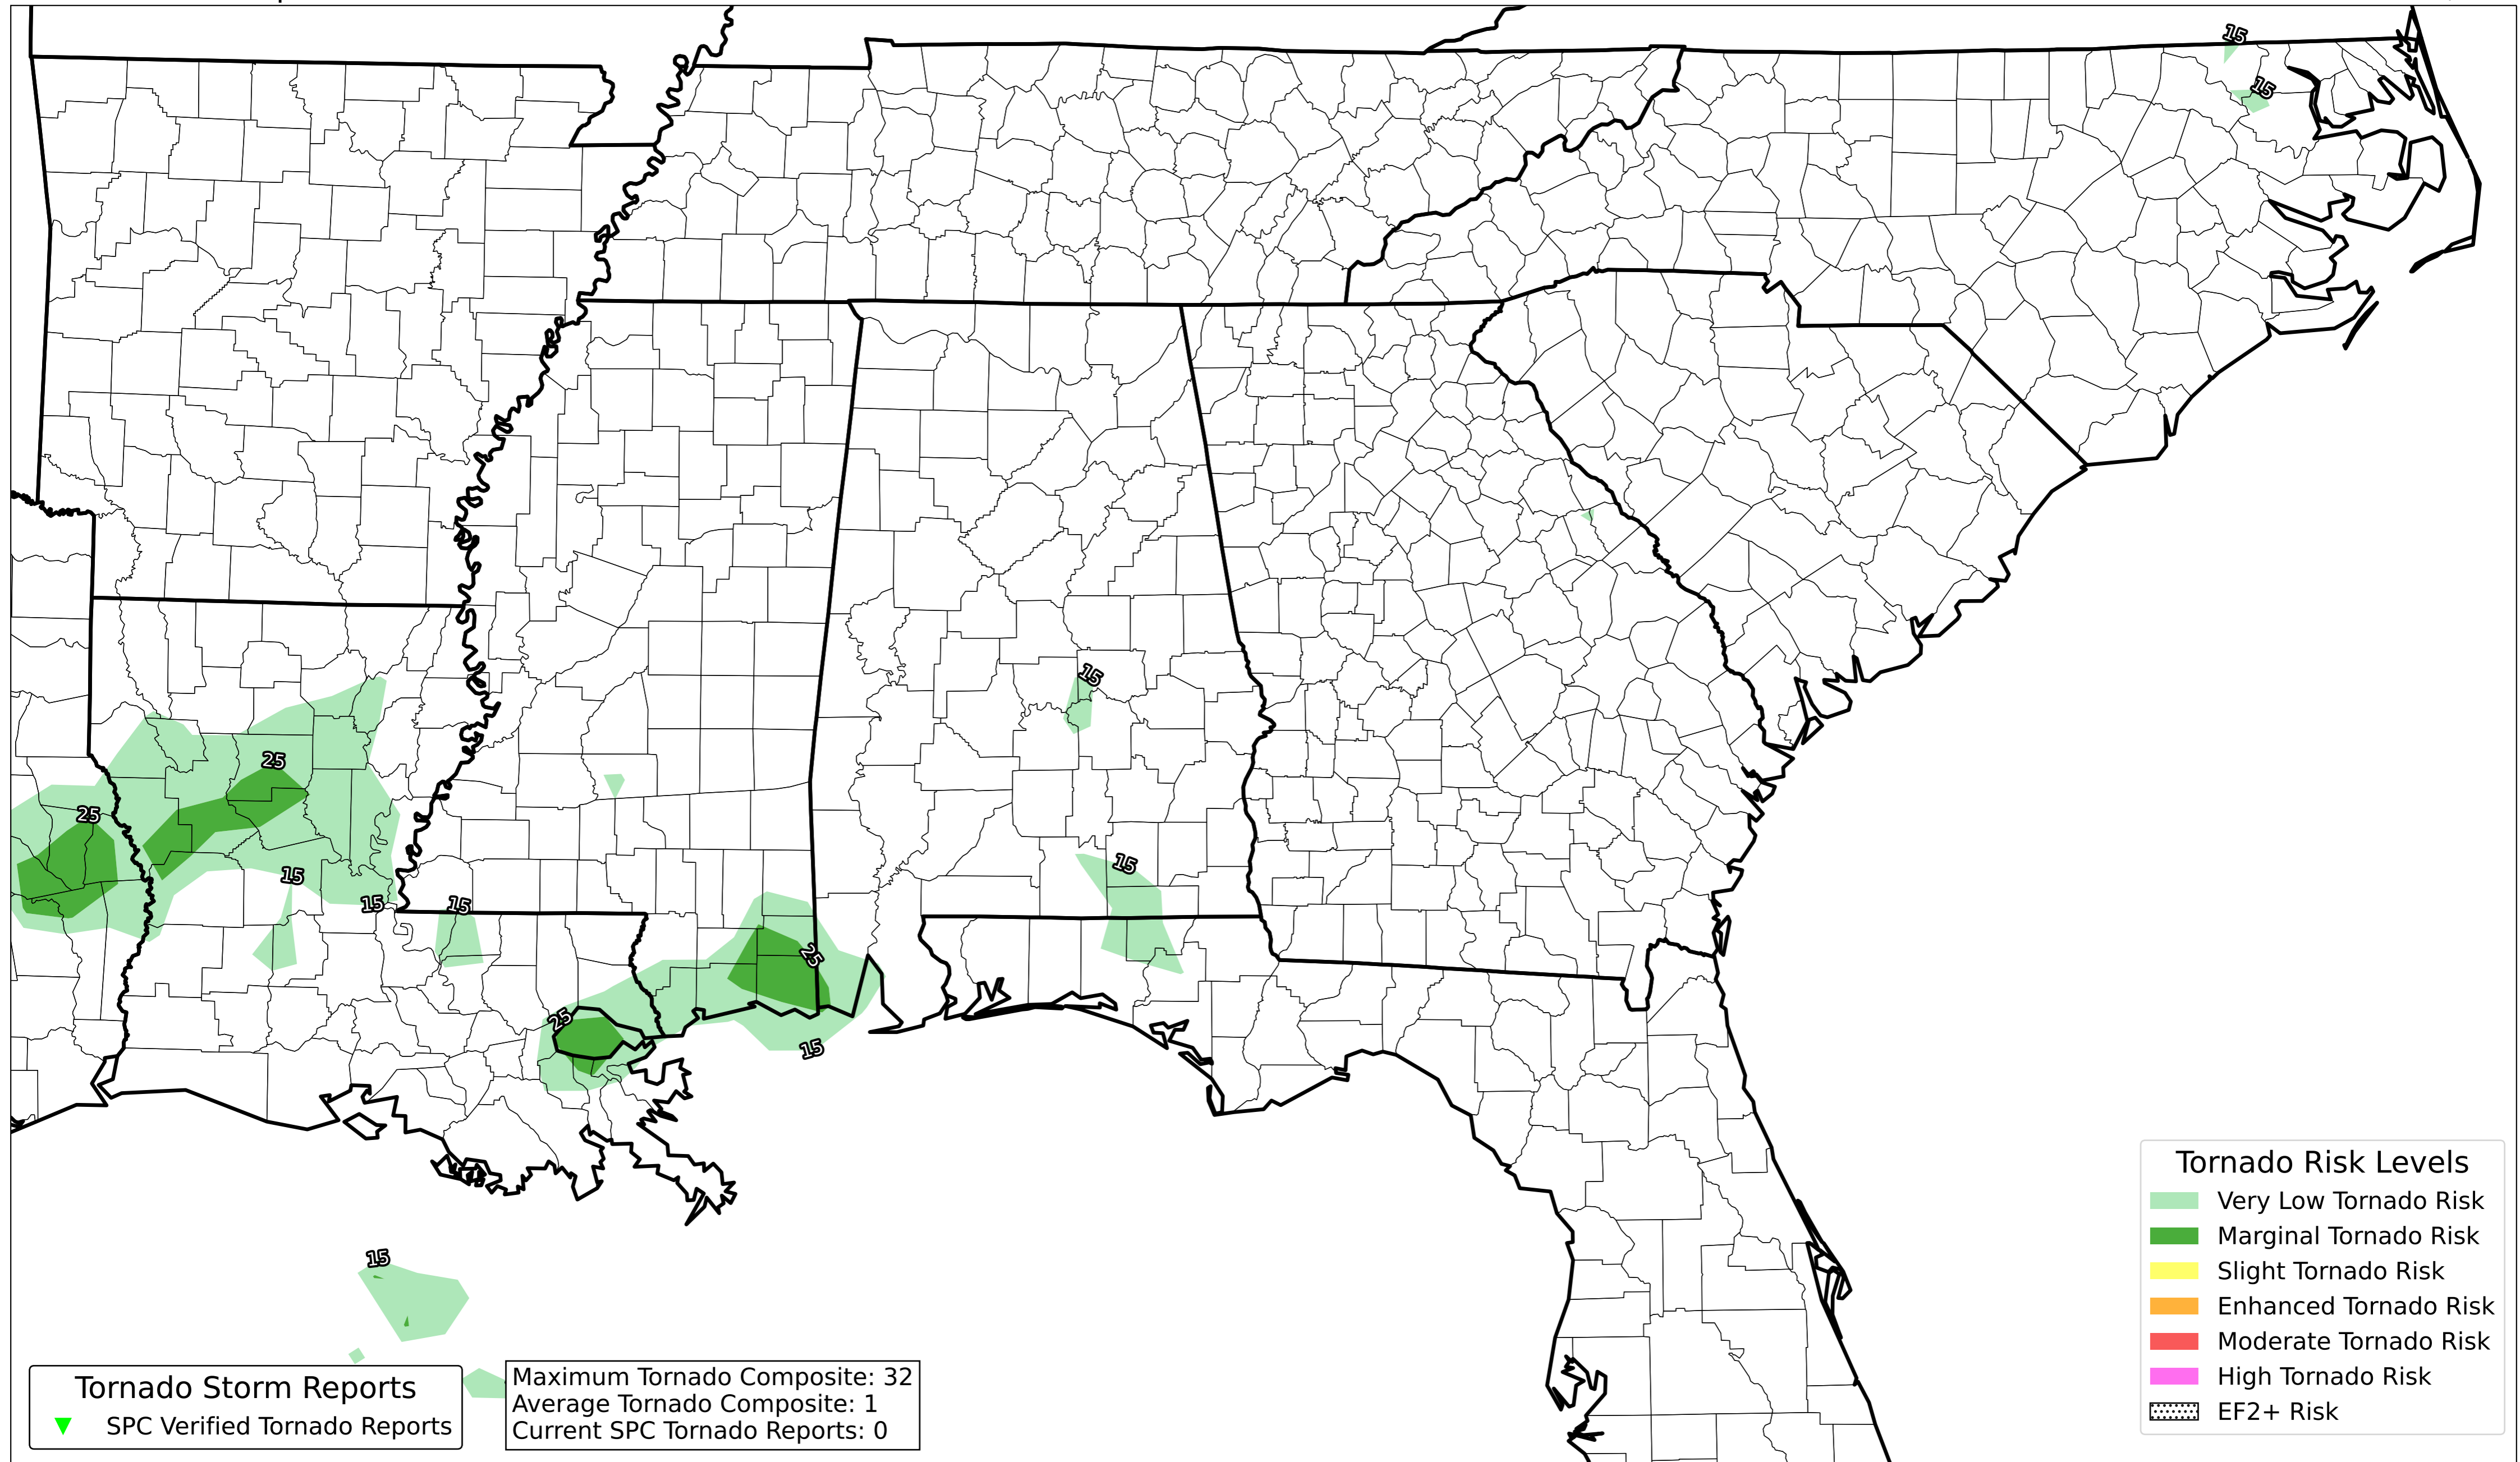 15
15
15
25
25
15
15
15
15
25
25
15
15
Tornado Storm Reports
SPC Verified Tornado Reports
Maximum Tornado Composite: 32
Average Tornado Composite: 1
Current SPC Tornado Reports: 0
Tornado Risk Levels
Very Low Tornado Risk
Marginal Tornado Risk
Slight Tornado Risk
Enhanced Tornado Risk
Moderate Tornado Risk
High Tornado Risk
EF2+ Risk